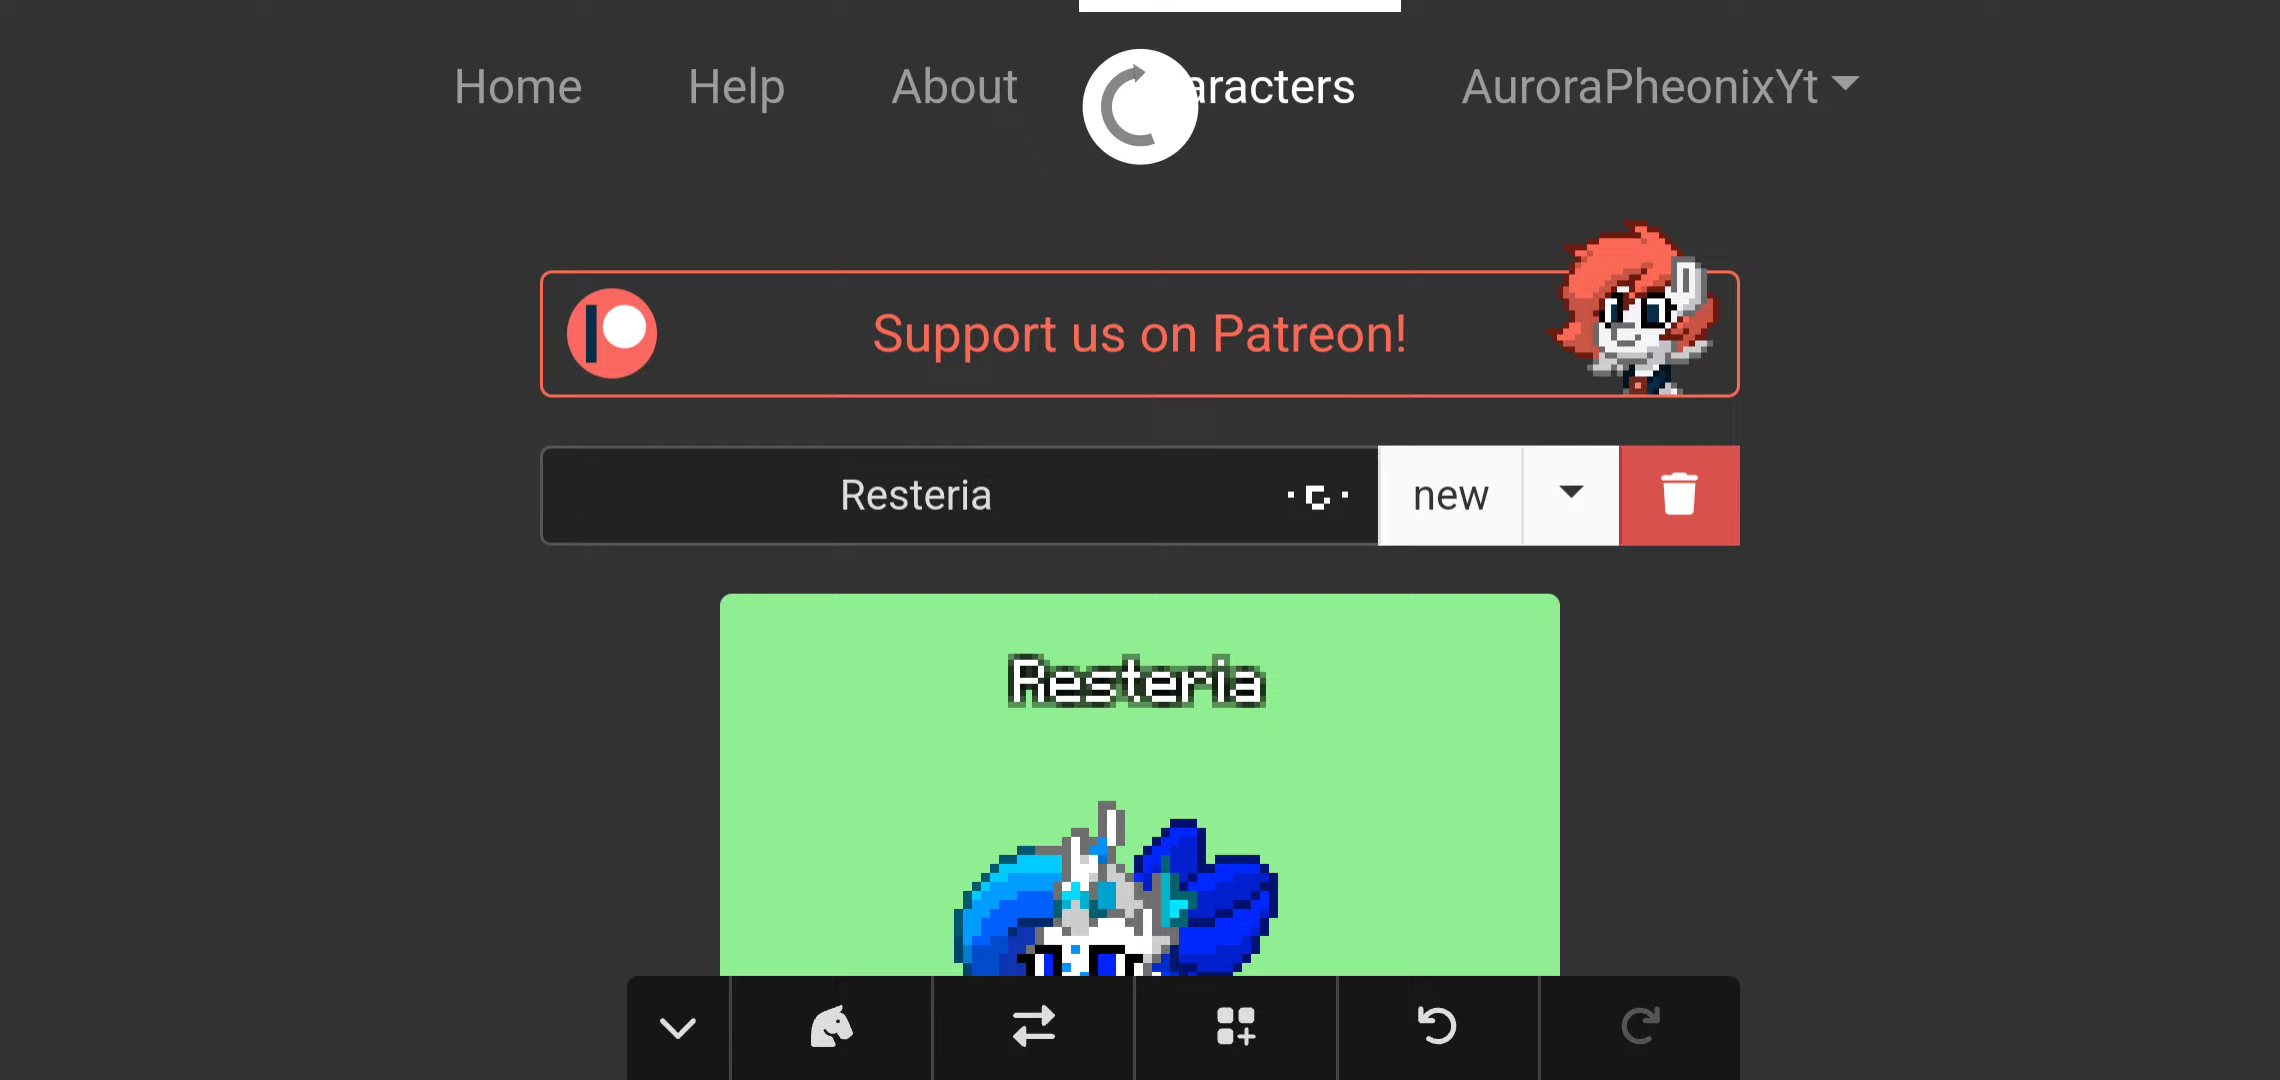 Home Help About aracters AuroraPheonixYt
Support us on Patreon!
Resteria new
Resteria